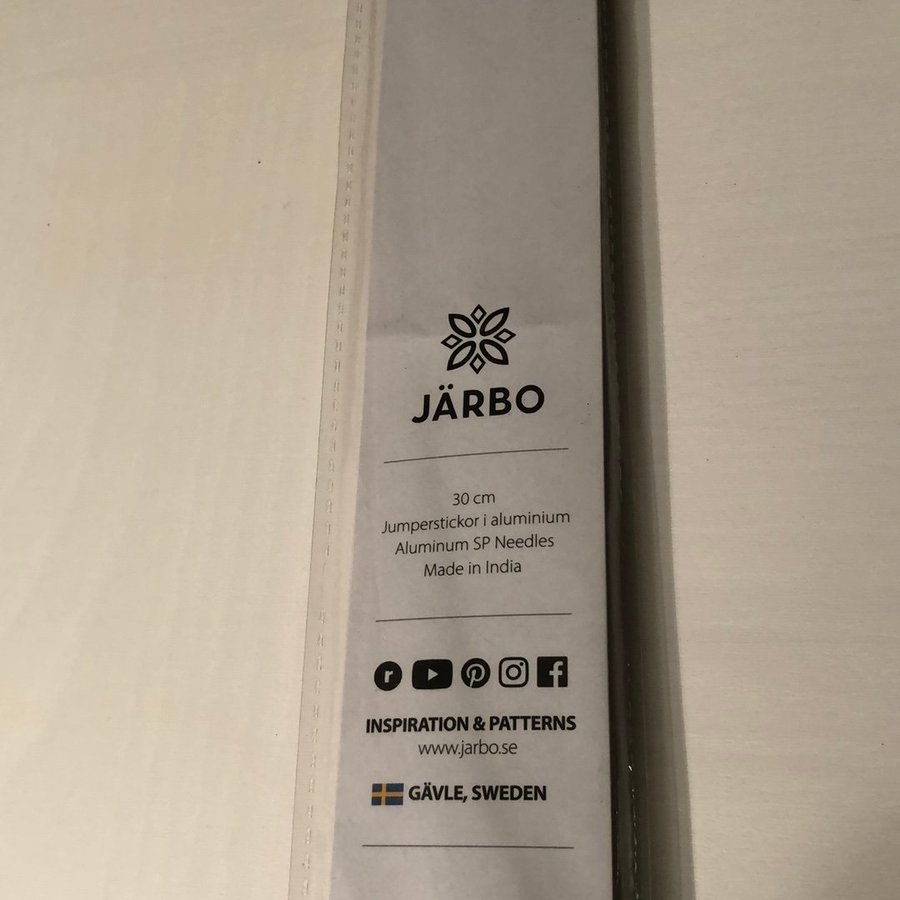 JÄRBO
30 cm
Jumperstickor i aluminium
Aluminum SP Needles
Made in India
INSPIRATION & PATTERNS
www.jarbo.se
GÄVLE, SWEDEN